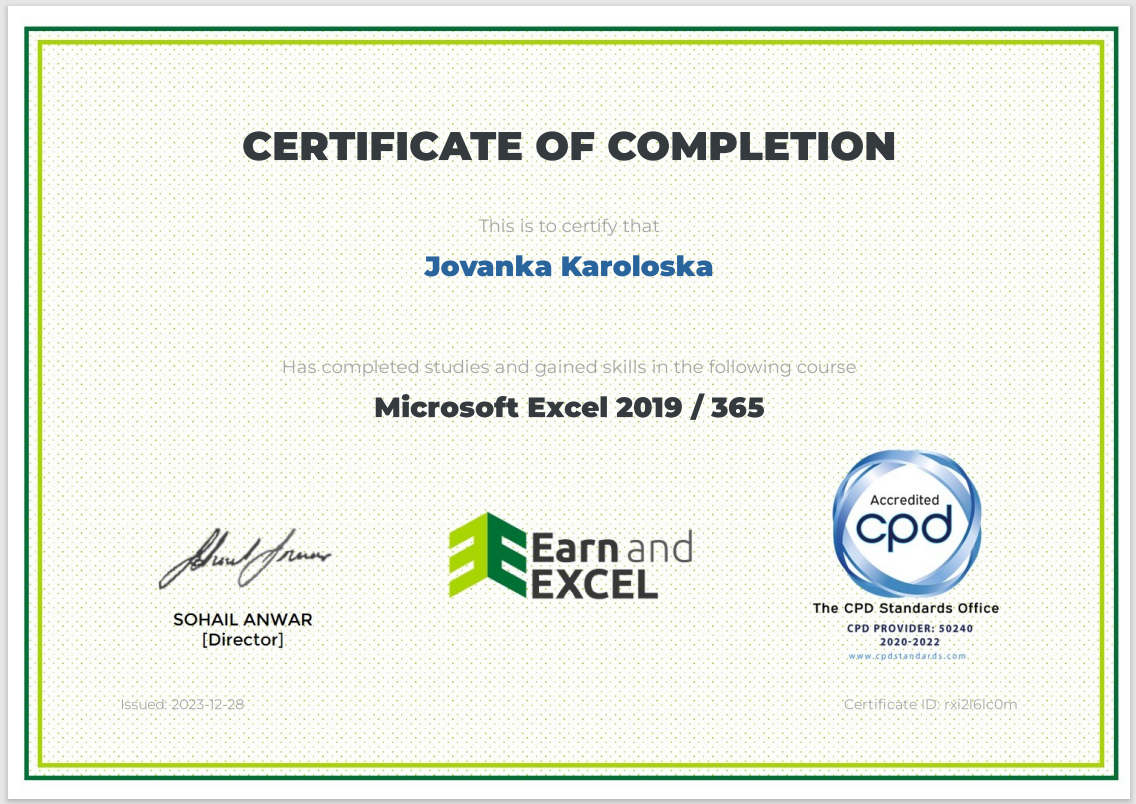 CERTIFICATE OF COMPLETION
This is to certify that
Jovanka Karoloska
Has completed studies and gained skills in the following course
Microsoft Excel 2019 / 365
Accredited
cpd
Earn and
EXCEL
The CPD Standards Office
SOHAIL ANWAR
[Director]
CPD PROVIDER: 50240
2020-2022
www.cpdstandards.com
Issued: 2023-12-28
Certificate ID: rxi2l6lc0m